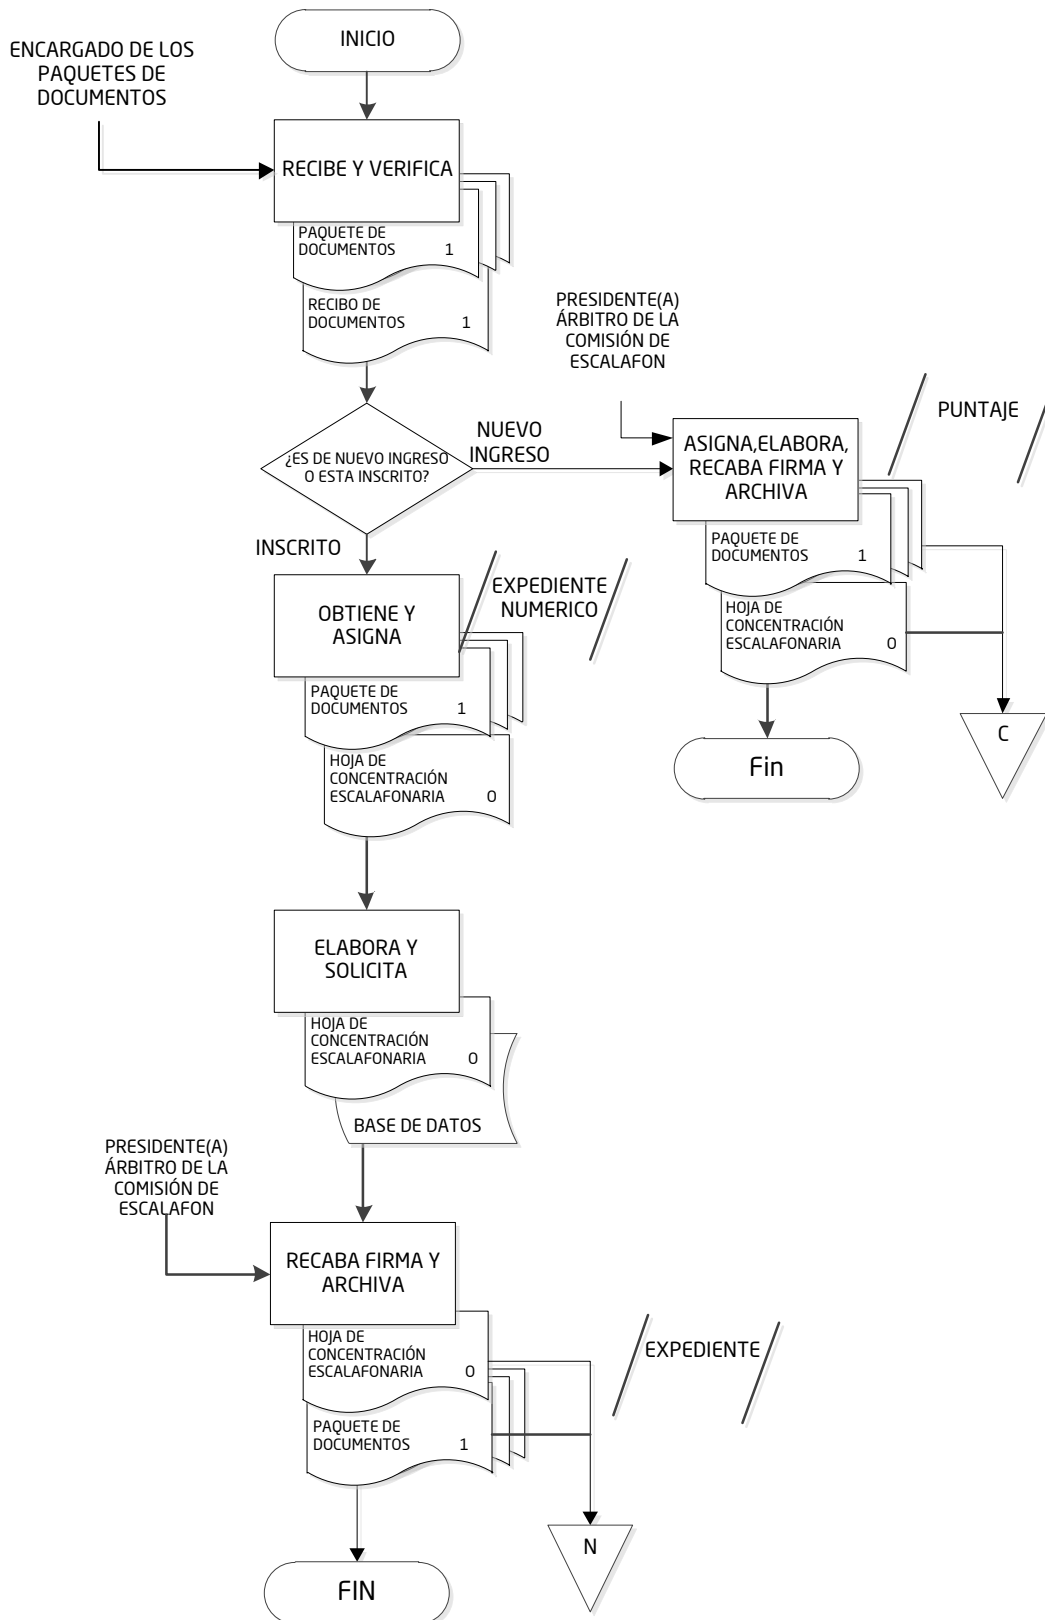 INICIO
ENCARGADO DE LOS
PAQUETES DE
DOCUMENTOS
RECIBE Y VERIFICA
PAQUETE DE
DOCUMENTOS 1
RECIBO DE
DOCUMENTOS 1
¿ES DE NUEVO INGRESO
O ESTA INSCRITO?
NUEVO
INGRESO
PRESIDENTE(A)
ÁRBITRO DE LA
COMISIÓN DE
ESCALAFON
ASIGNA,ELABORA,
RECABA FIRMA Y
ARCHIVA
PUNTAJE
PAQUETE DE
DOCUMENTOS 1
HOJA DE
CONCENTRACIÓN
ESCALAFONARIA 0
C
Fin
INSCRITO
OBTIENE Y
ASIGNA
EXPEDIENTE
NUMERICO
PAQUETE DE
DOCUMENTOS 1
HOJA DE
CONCENTRACIÓN
ESCALAFONARIA 0
ELABORA Y
SOLICITA
HOJA DE
CONCENTRACIÓN
ESCALAFONARIA 0
BASE DE DATOS
PRESIDENTE(A)
ÁRBITRO DE LA
COMISIÓN DE
ESCALAFON
RECABA FIRMA Y
ARCHIVA
HOJA DE
CONCENTRACIÓN
ESCALAFONARIA 0
EXPEDIENTE
PAQUETE DE
DOCUMENTOS 1
N
FIN